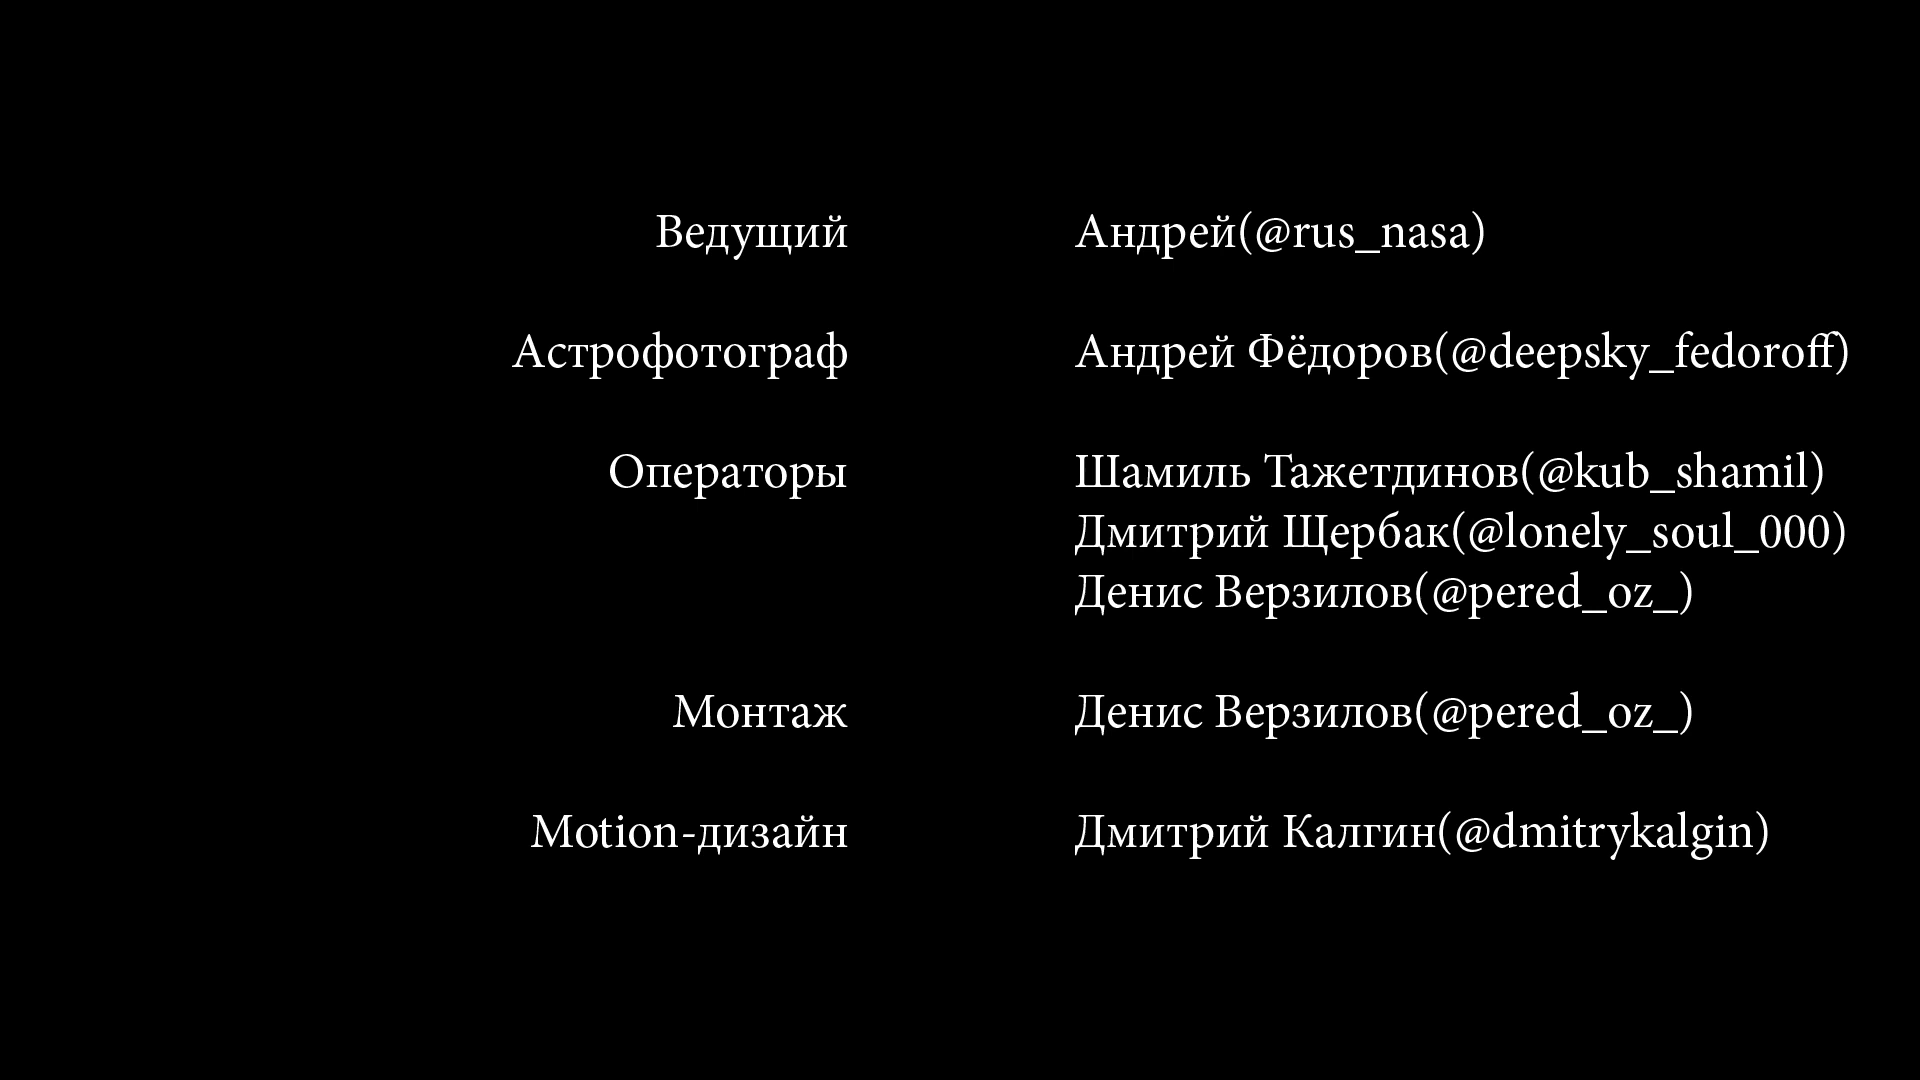 Ведущий Андрей(@rus_nasa)
Астрофотограф Андрей Фёдоров(@deepsky_fedoroff)
Операторы Шамиль Тажетдинов(@kub_shamil)
Дмитрий Щербак(@lonely_soul_000)
Денис Верзилов(@pered_oz_)
Монтаж Денис Верзилов(@pered_oz_)
Motion-дизайн Дмитрий Калгин(@dmitrykalgin)